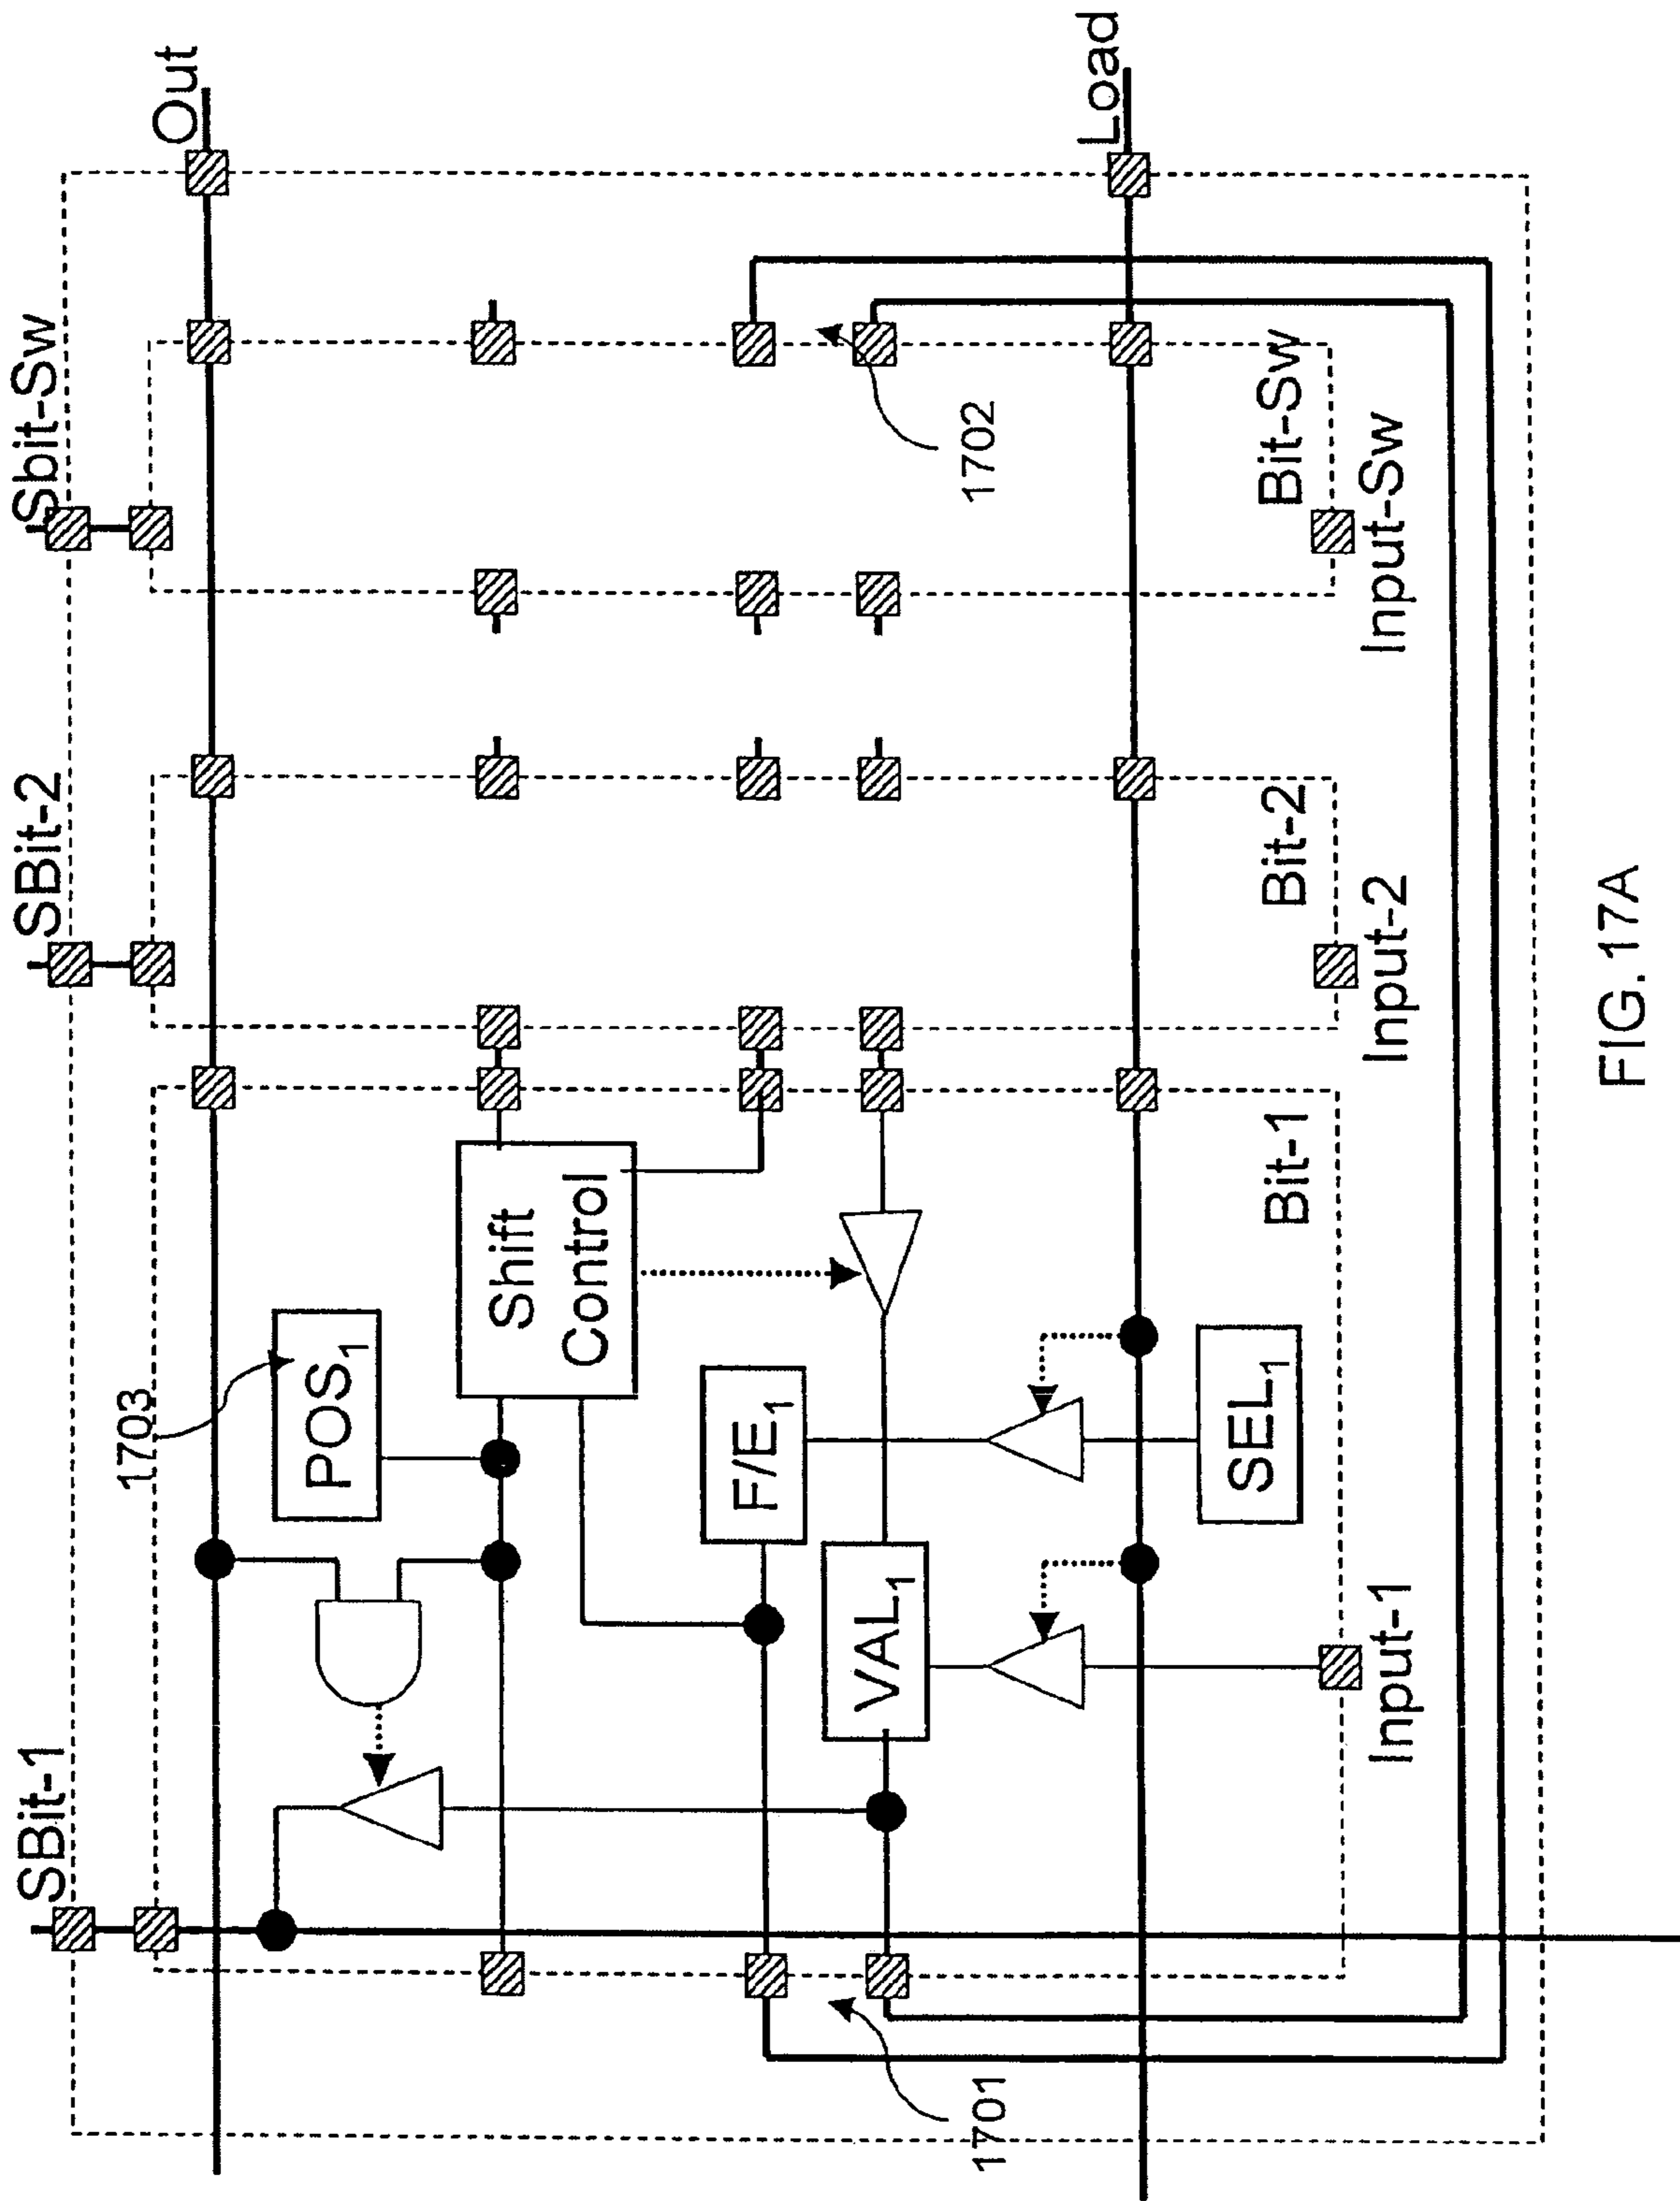 SBit-1
SBit-2
Sbit-Sw
Out
1703
POS1
Shift
Control
F/E1
VAL1
SEL1
1701
1702
Load
Bit-1
Bit-2
Bit-Sw
Input-1
Input-2
Input-Sw
FIG. 17A